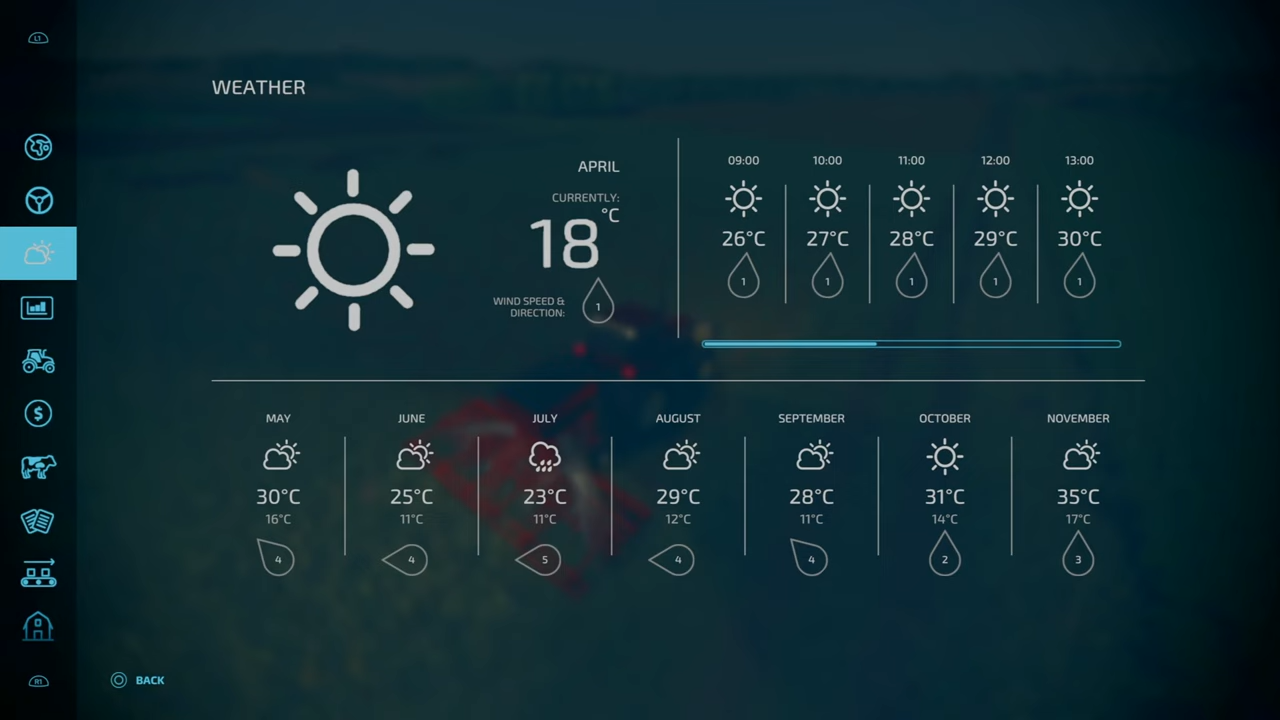 L1
WEATHER
APRIL
CURRENTLY:
18 °C
WIND SPEED &
DIRECTION:
1
09:00 10:00 11:00 12:00 13:00
26°C 27°C 28°C 29°C 30°C
1 1 1 1 1
MAY JUNE JULY AUGUST SEPTEMBER OCTOBER NOVEMBER
30°C 25°C 23°C 29°C 28°C 31°C 35°C
16°C 11°C 11°C 12°C 11°C 14°C 17°C
4 4 5 4 4 2 3
$
R1
BACK